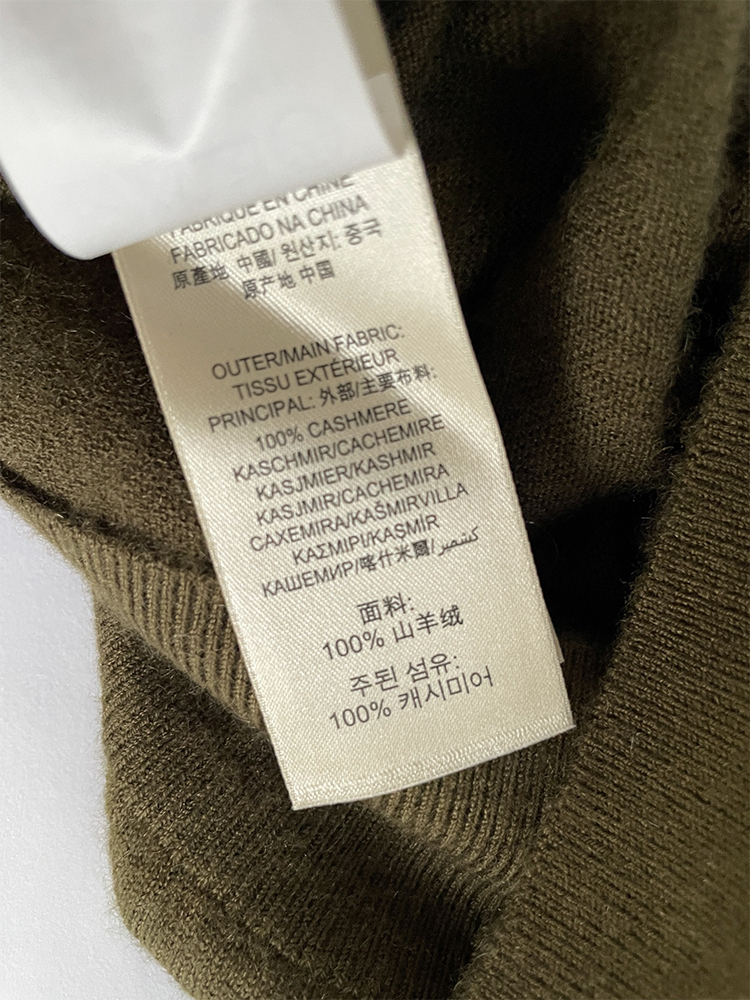 FABRIQUE EN CHINE
FABRICADO NA CHINA
原產地: 中國/ 원산지: 중국
原产地 中国
OUTER/MAIN FABRIC:
TISSU EXTÉRIEUR
PRINCIPAL: 外部/主要布料:
100% CASHMERE
KASCHMIR/CACHEMIRE
KASJMIER/KASHMIR
KASJMIR/CACHEMIRA
CAXEMIRA/KAŠMIRVILLA
ΚΑΣΜΙΡΙ/KAŞMİR
КАШЕМИР/喀什米爾/كشمير
面料:
100% 山羊绒
주된 섬유:
100% 캐시미어